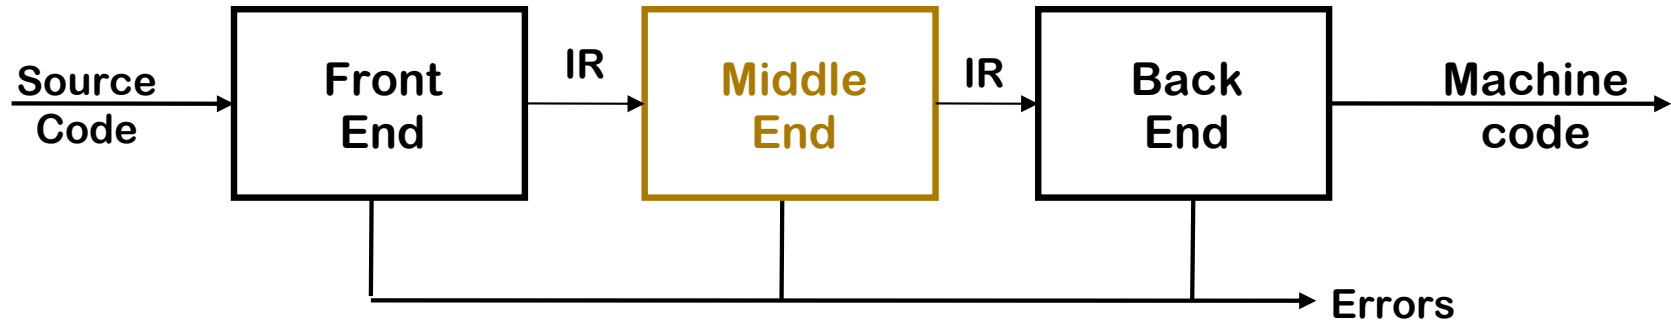 Source
Code
Front
End
IR
Middle
End
IR
Back
End
Machine
code
Errors